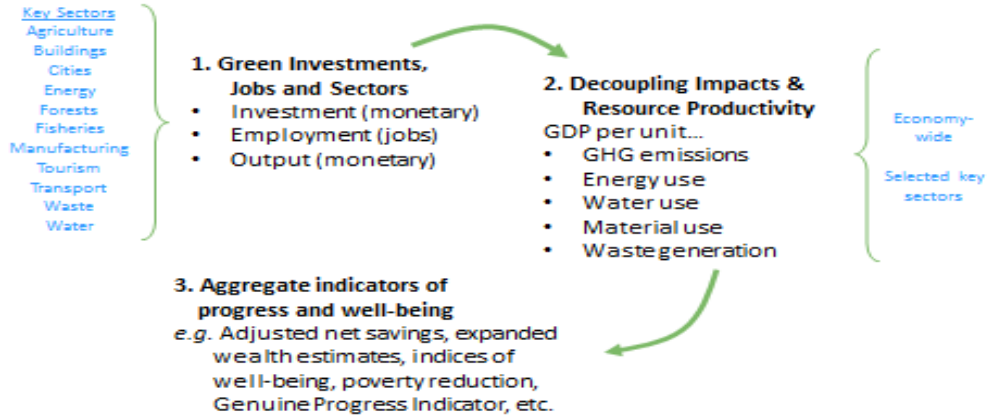 Key Sectors
Agriculture
Buildings
Cities
Energy
Forests
Fisheries
Manufacturing
Tourism
Transport
Waste
Water
1. Green Investments,
Jobs and Sectors
• Investment (monetary)
• Employment (jobs)
• Output (monetary)
2. Decoupling Impacts &
Resource Productivity
GDP per unit...
• GHG emissions
• Energy use
• Water use
• Material use
• Waste generation
Economy-
wide
Selected key
sectors
3. Aggregate indicators of
progress and well-being
e.g. Adjusted net savings, expanded
wealth estimates, indices of
well-being, poverty reduction,
Genuine Progress Indicator, etc.